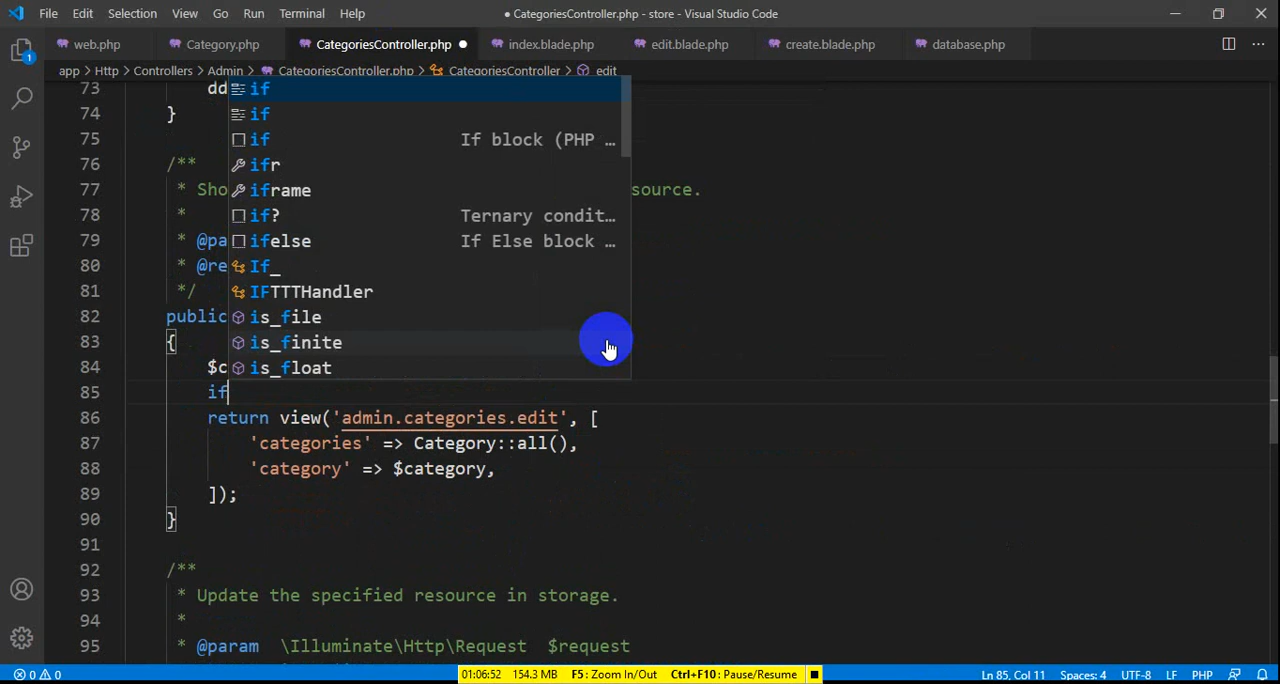 File Edit Selection View Go Run Terminal Help ● CategoriesController.php - store - Visual Studio Code
web.php Category.php CategoriesController.php ● index.blade.php edit.blade.php create.blade.php database.php ...
app > Http > Controllers > Admin > CategoriesController.php > CategoriesController > edit
1
73 dd if
74 } if
75 if If block (PHP ...
76 /** ifr
77 * Sho iframe source.
78 * if? Ternary condit...
79 * @pa ifelse If Else block ...
80 * @re If_
81 */ IFTTTHandler
82 public is_file
83 { is_finite
84 $c is_float
85 if
86 return view('admin.categories.edit', [
87 'categories' => Category::all(),
88 'category' => $category,
89 ]);
90 }
91
92 /**
93 * Update the specified resource in storage.
94 *
95 * @param \Illuminate\Http\Request $request
0 0 01:06:52 154.3 MB F5: Zoom In/Out Ctrl+F10: Pause/Resume Ln 85, Col 11 Spaces: 4 UTF-8 LF PHP